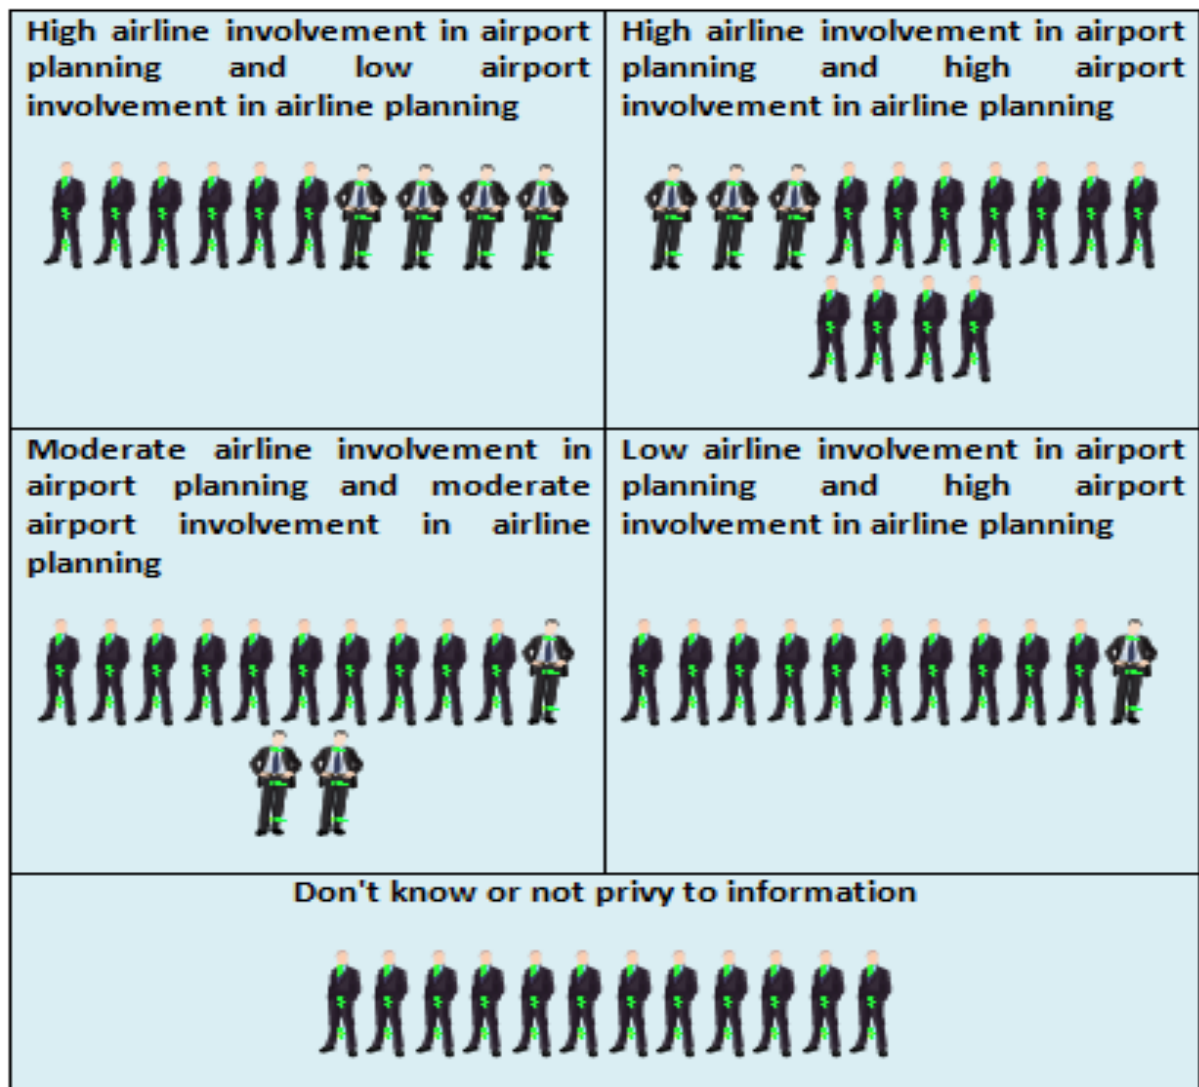 High airline involvement in airport
planning and low airport
involvement in airline planning
High airline involvement in airport
planning and high airport
involvement in airline planning
Moderate airline involvement in
airport planning and moderate
airport involvement in airline
planning
Low airline involvement in airport
planning and high airport
involvement in airline planning
Don't know or not privy to information